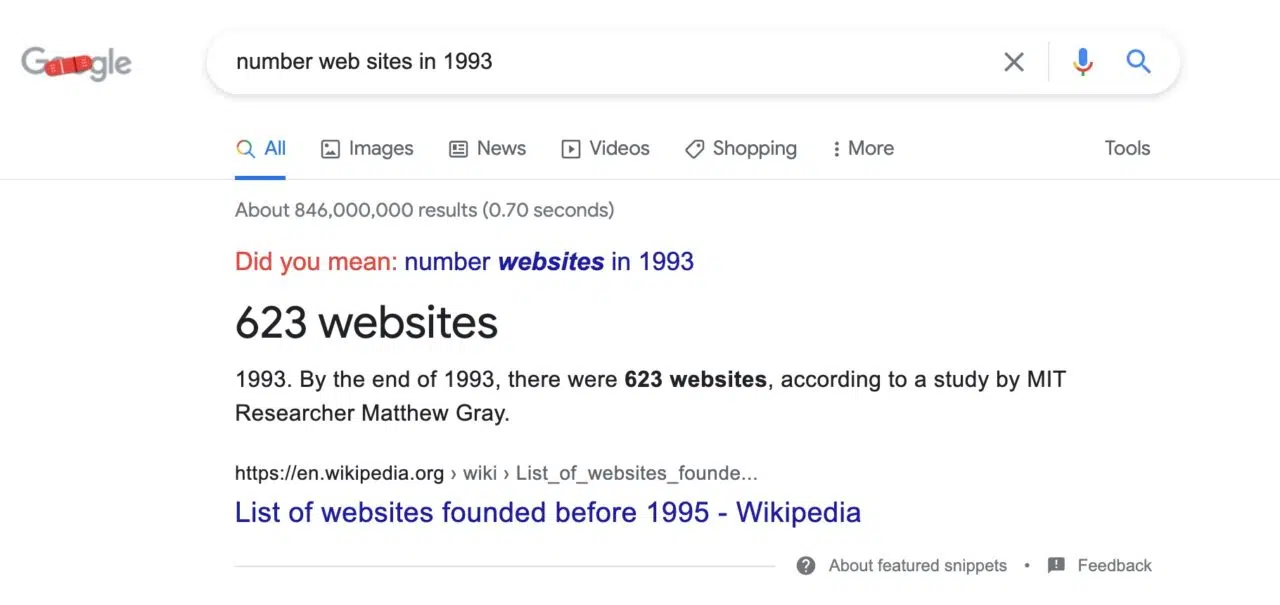 Google
number web sites in 1993
All Images News Videos Shopping More Tools
About 846,000,000 results (0.70 seconds)
Did you mean: number websites in 1993
623 websites
1993. By the end of 1993, there were 623 websites, according to a study by MIT
Researcher Matthew Gray.
https://en.wikipedia.org › wiki › List_of_websites_founde...
List of websites founded before 1995 - Wikipedia
About featured snippets • Feedback